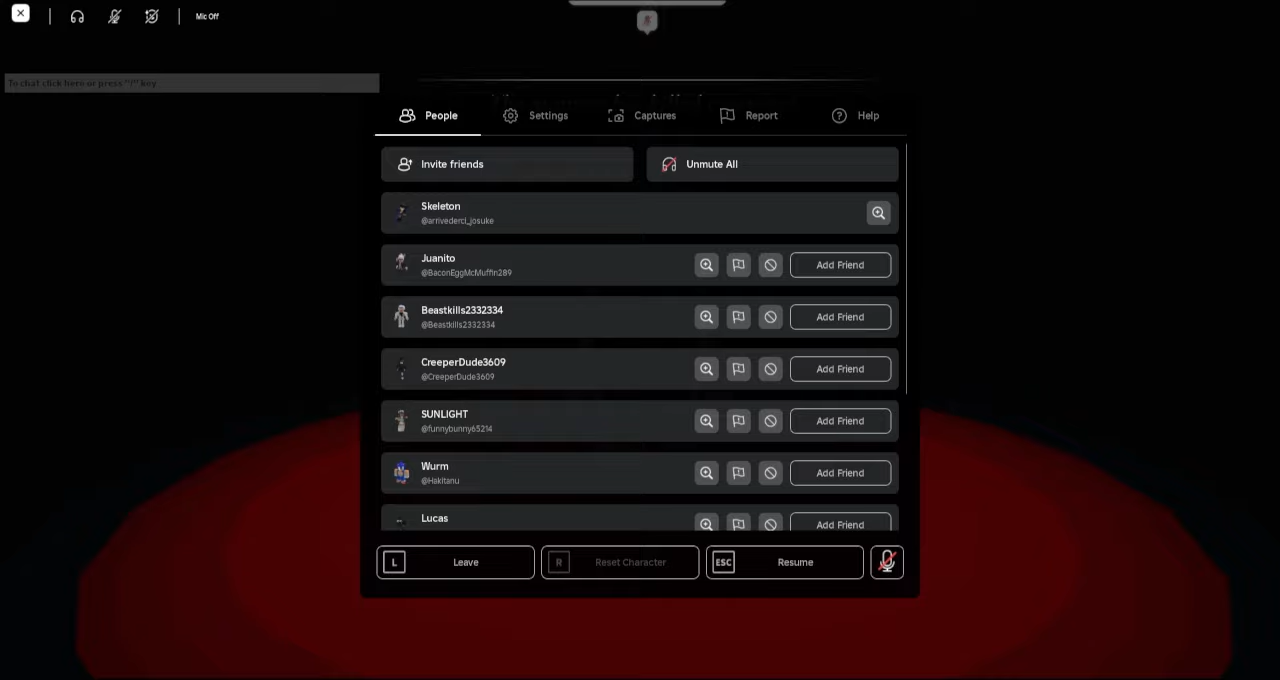 Mic Off
To chat click here or press "/" key
People
Settings
Captures
Report
Help
Invite friends
Unmute All
Skeleton
@arrivederci_josuke
Juanito
@BaconEggMcMuffin289
Add Friend
Beastkills2332334
@Beastkills2332334
Add Friend
CreeperDude3609
@CreeperDude3609
Add Friend
SUNLIGHT
@funnybunny65214
Add Friend
Wurm
@Hakitanu
Add Friend
Lucas
Add Friend
L
Leave
R
Reset Character
ESC
Resume